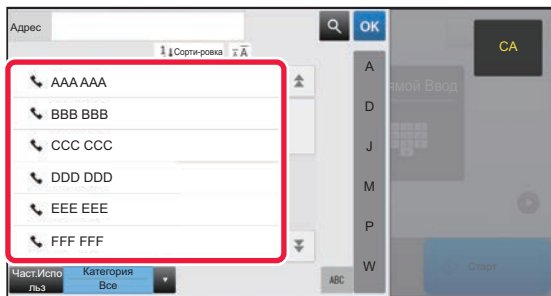 Адрес
OK
CA
1 Сорти-ровка A
AAA AAA
BBB BBB
CCC CCC
DDD DDD
EEE EEE
FFF FFF
A
D
J
M
P
W
ABC
рямой Ввод
Старт
Част.Испо
льз
Категория
Все